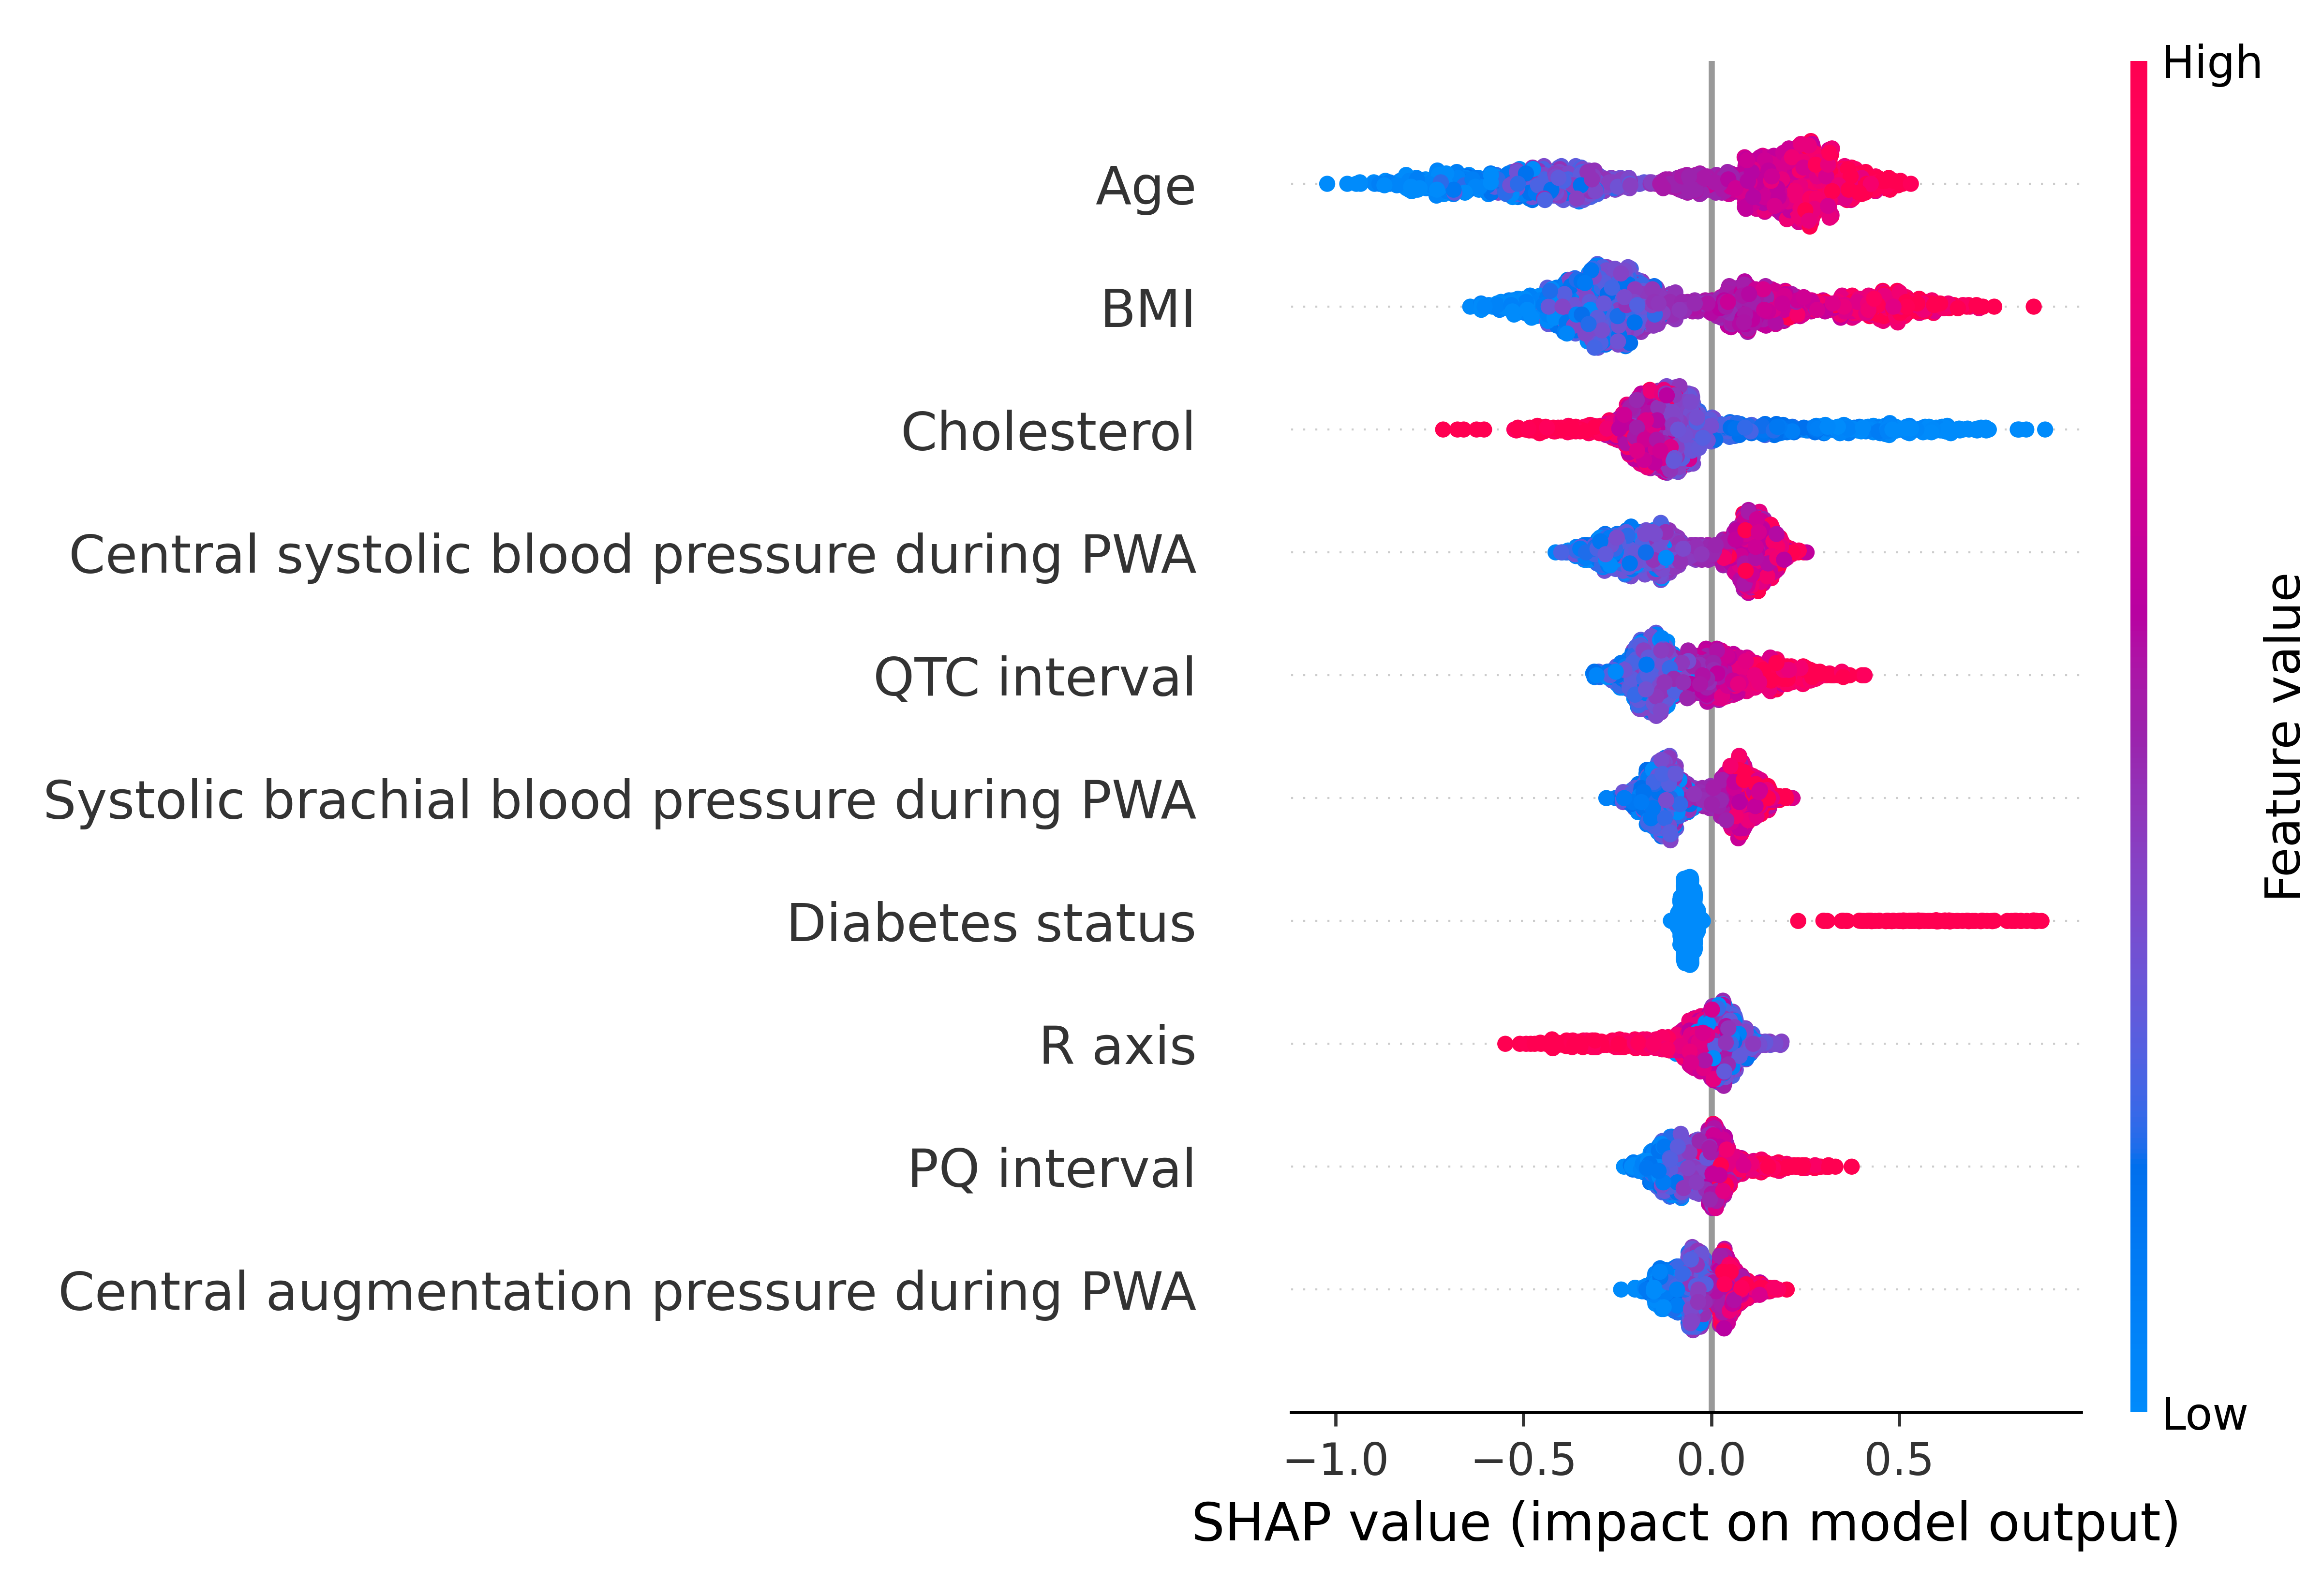 High
Age
BMI
Cholesterol
Central systolic blood pressure during PWA
QTC interval
Systolic brachial blood pressure during PWA
Diabetes status
R axis
PQ interval
Central augmentation pressure during PWA
Feature value
Low
−1.0 −0.5 0.0 0.5
SHAP value (impact on model output)